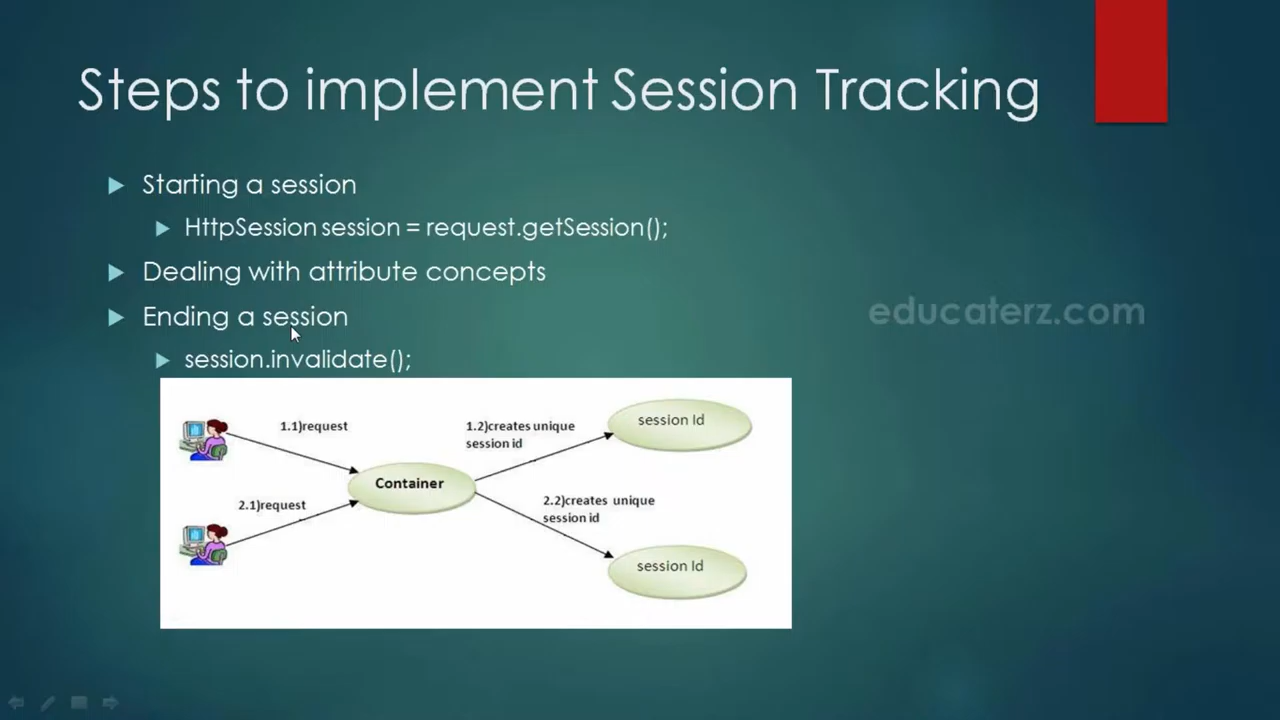 Steps to implement Session Tracking
Starting a session
HttpSession session = request.getSession();
Dealing with attribute concepts
Ending a session
session.invalidate();
educaterz.com
1.1)request
1.2)creates unique
session id
session Id
Container
2.1)request
2.2)creates unique
session id
session Id